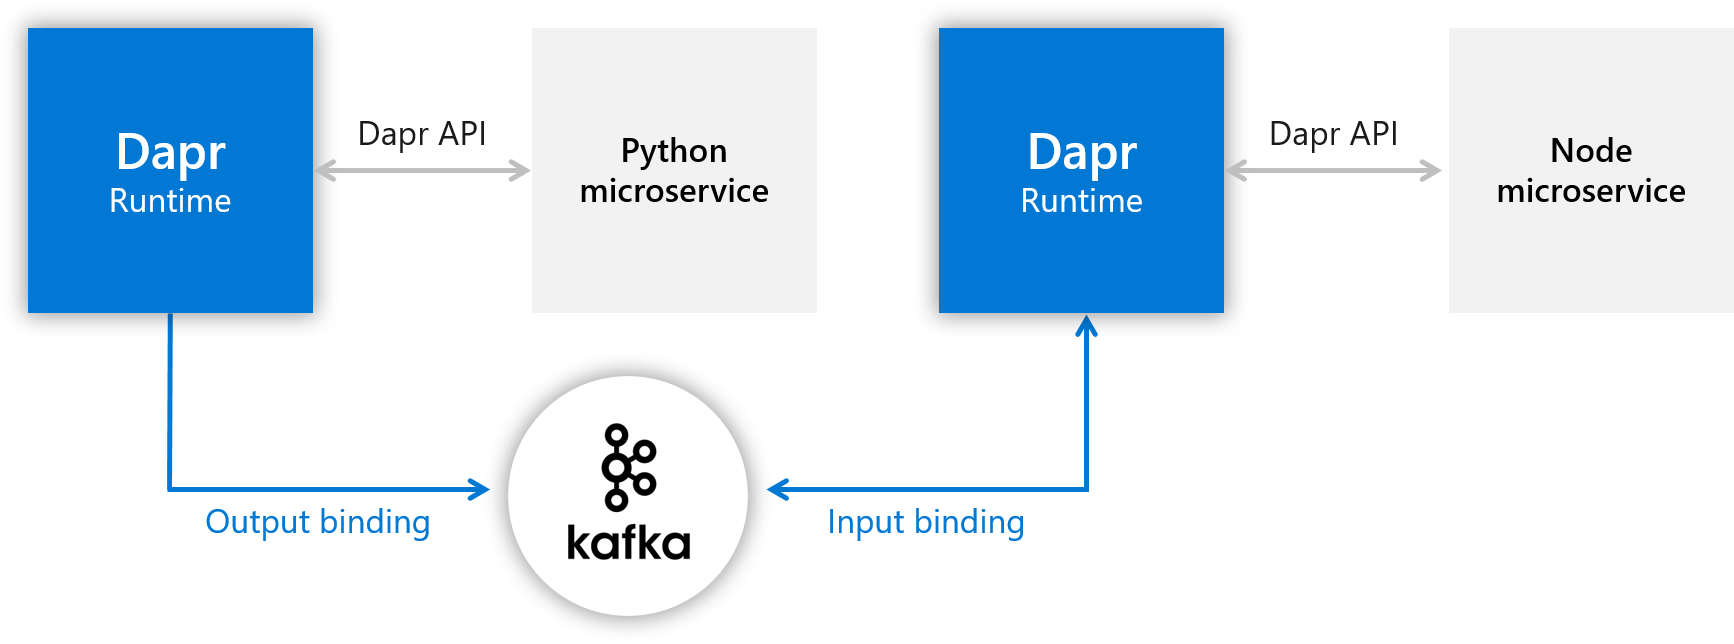 Dapr
Runtime
Dapr API
Python
microservice
Dapr
Runtime
Dapr API
Node
microservice
Output binding
kafka
Input binding